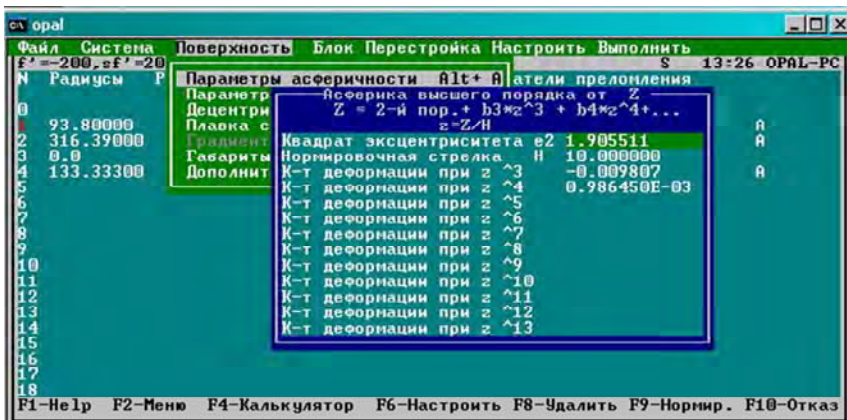 opal
Файл Система Поверхность Блок Перестройка Настроить Выполнить
f'=-200,sf'=20 S 13:26 OPAL-PC
N Радиусы Р Параметры асферичности Alt+ A атели преломления
Параметр Асферика высшего порядка от Z
0 Децентри Z = 2-й пор.+ b3*z^3 + b4*z^4+...
1 93.80000 Плавка с z=Z/H A
2 316.39000 Градиент Квадрат эксцентриситета e2 1.905511 A
3 0.0 Габариты Нормировочная стрелка H 10.000000
4 133.33300 Дополнит К-т деформации при z ^3 -0.009807 A
5 К-т деформации при z ^4 0.986450E-03
6 К-т деформации при z ^5
7 К-т деформации при z ^6
8 К-т деформации при z ^7
9 К-т деформации при z ^8
10 К-т деформации при z ^9
11 К-т деформации при z ^10
12 К-т деформации при z ^11
13 К-т деформации при z ^12
14 К-т деформации при z ^13
15
16
17
18
F1-Help F2-Меню F4-Калькулятор F6-Настроить F8-Удалить F9-Нормир. F10-Отказ